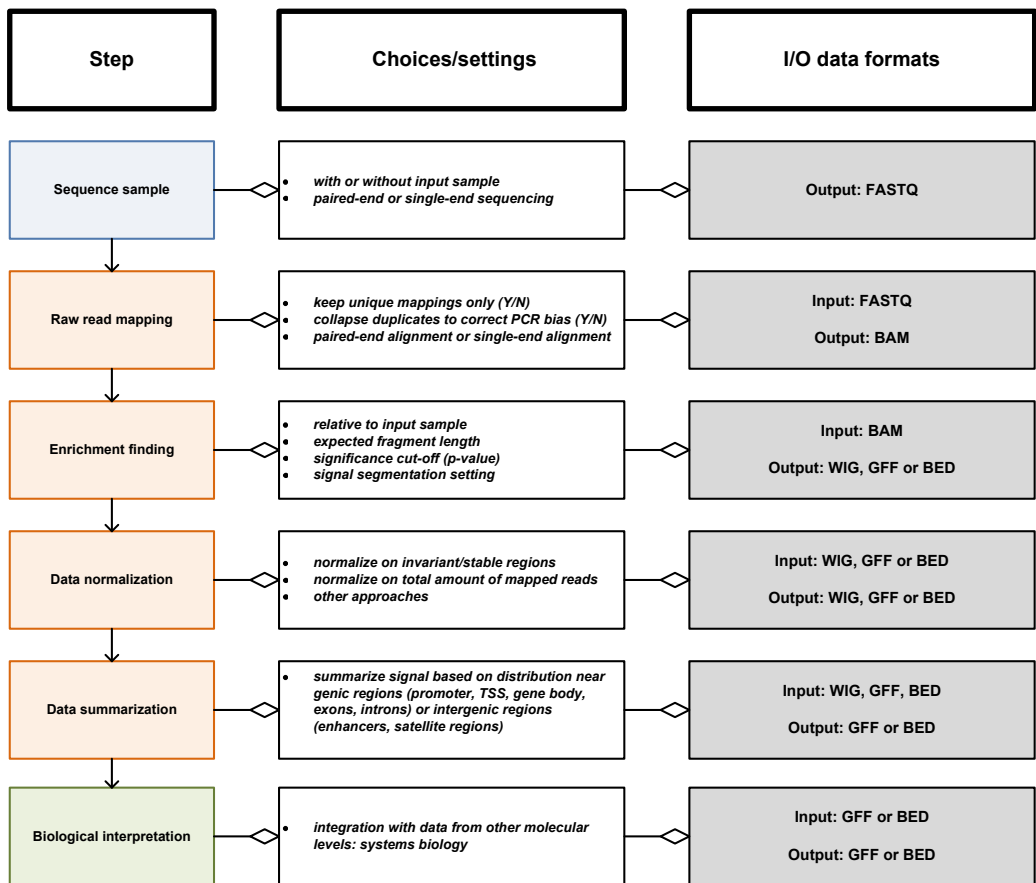 Step
Choices/settings
I/O data formats
Sequence sample
• with or without input sample
• paired-end or single-end sequencing
Output: FASTQ
Raw read mapping
• keep unique mappings only (Y/N)
• collapse duplicates to correct PCR bias (Y/N)
• paired-end alignment or single-end alignment
Input: FASTQ
Output: BAM
Enrichment finding
• relative to input sample
• expected fragment length
• significance cut-off (p-value)
• signal segmentation setting
Input: BAM
Output: WIG, GFF or BED
Data normalization
• normalize on invariant/stable regions
• normalize on total amount of mapped reads
• other approaches
Input: WIG, GFF or BED
Output: WIG, GFF or BED
Data summarization
• summarize signal based on distribution near
genic regions (promoter, TSS, gene body,
exons, introns) or intergenic regions
(enhancers, satellite regions)
Input: WIG, GFF, BED
Output: GFF or BED
Biological interpretation
• integration with data from other molecular
levels: systems biology
Input: GFF or BED
Output: GFF or BED